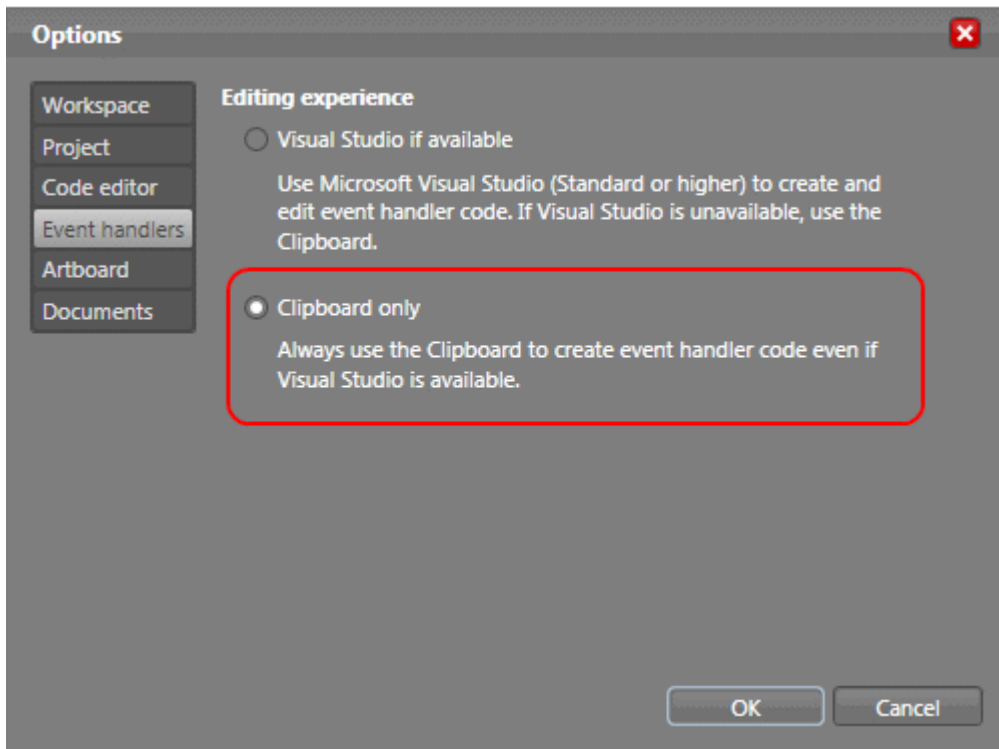 Options
Workspace
Project
Code editor
Event handlers
Artboard
Documents
Editing experience
Visual Studio if available
Use Microsoft Visual Studio (Standard or higher) to create and
edit event handler code. If Visual Studio is unavailable, use the
Clipboard.
Clipboard only
Always use the Clipboard to create event handler code even if
Visual Studio is available.
OK
Cancel